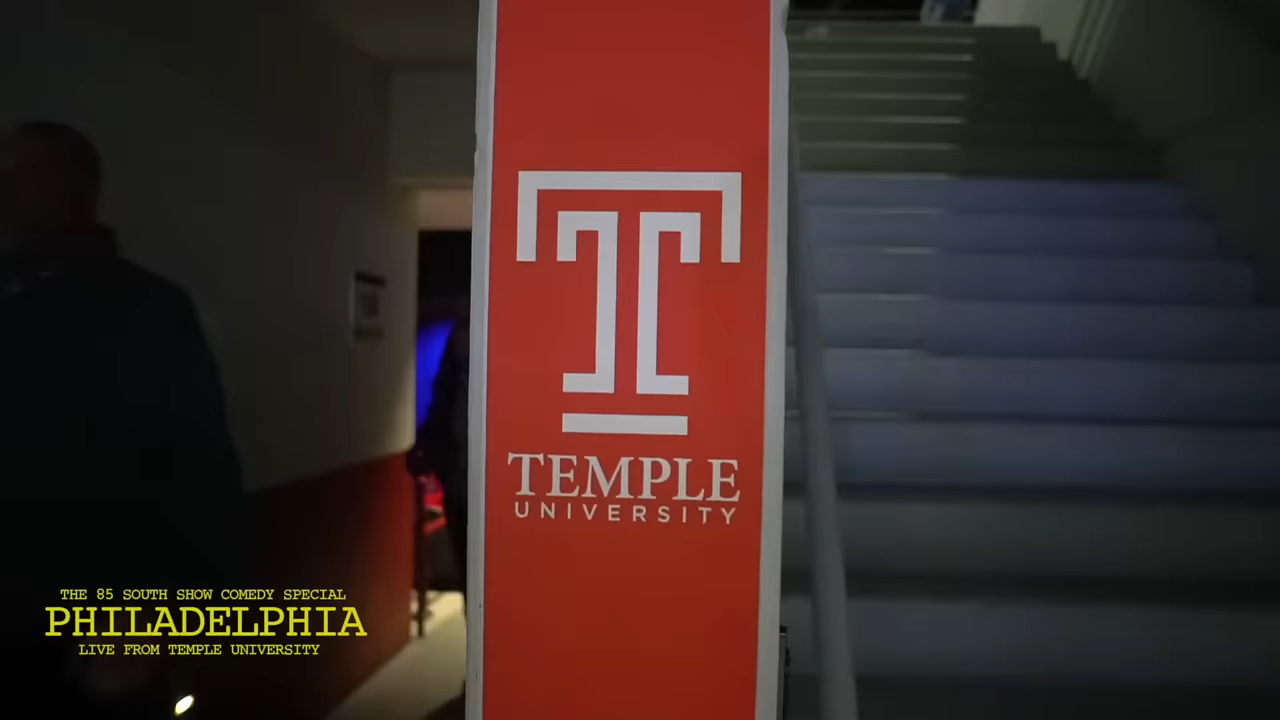 TEMPLE
UNIVERSITY
THE 85 SOUTH SHOW COMEDY SPECIAL
PHILADELPHIA
LIVE FROM TEMPLE UNIVERSITY